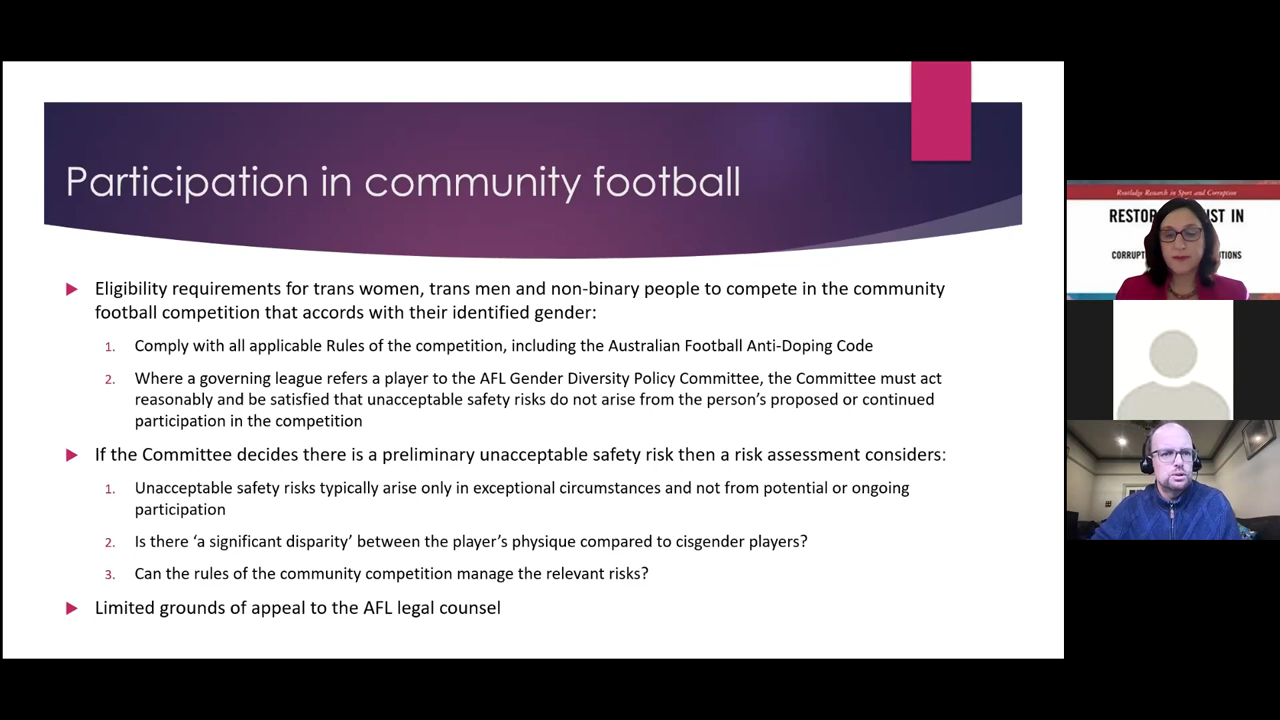 Participation in community football
Eligibility requirements for trans women, trans men and non-binary people to compete in the community
football competition that accords with their identified gender:
1. Comply with all applicable Rules of the competition, including the Australian Football Anti-Doping Code
2. Where a governing league refers a player to the AFL Gender Diversity Policy Committee, the Committee must act
reasonably and be satisfied that unacceptable safety risks do not arise from the person's proposed or continued
participation in the competition
If the Committee decides there is a preliminary unacceptable safety risk then a risk assessment considers:
1. Unacceptable safety risks typically arise only in exceptional circumstances and not from potential or ongoing
participation
2. Is there ‘a significant disparity’ between the player's physique compared to cisgender players?
3. Can the rules of the community competition manage the relevant risks?
Limited grounds of appeal to the AFL legal counsel
Routledge Research in Sport and Corruption
IN